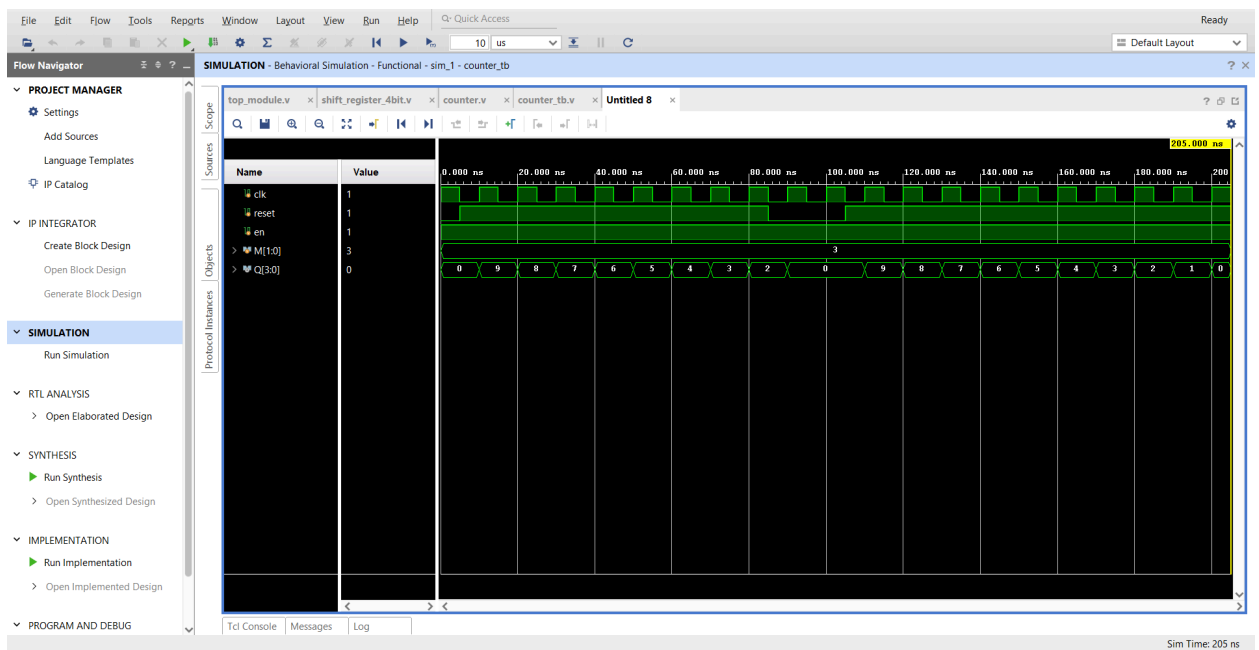 File Edit Flow Tools Reports Window Layout View Run Help Q- Quick Access Ready
10 us Default Layout
Flow Navigator ? _
SIMULATION - Behavioral Simulation - Functional - sim_1 - counter_tb ? ×
PROJECT MANAGER
Settings
Add Sources
Language Templates
IP Catalog
IP INTEGRATOR
Create Block Design
Open Block Design
Generate Block Design
SIMULATION
Run Simulation
RTL ANALYSIS
> Open Elaborated Design
SYNTHESIS
Run Synthesis
> Open Synthesized Design
IMPLEMENTATION
Run Implementation
> Open Implemented Design
PROGRAM AND DEBUG
Scope
Sources
Objects
Protocol Instances
top_module.v × shift_register_4bit.v × counter.v × counter_tb.v × Untitled 8 × ?
205.000 ns
Name Value 0.000 ns 20.000 ns 40.000 ns 60.000 ns 80.000 ns 100.000 ns 120.000 ns 140.000 ns 160.000 ns 180.000 ns 200
clk 1
reset 1
en 1
> M[1:0] 3 3
> Q[3:0] 0 0 9 8 7 6 5 4 3 2 0 9 8 7 6 5 4 3 2 1 0
Tcl Console Messages Log
Sim Time: 205 ns